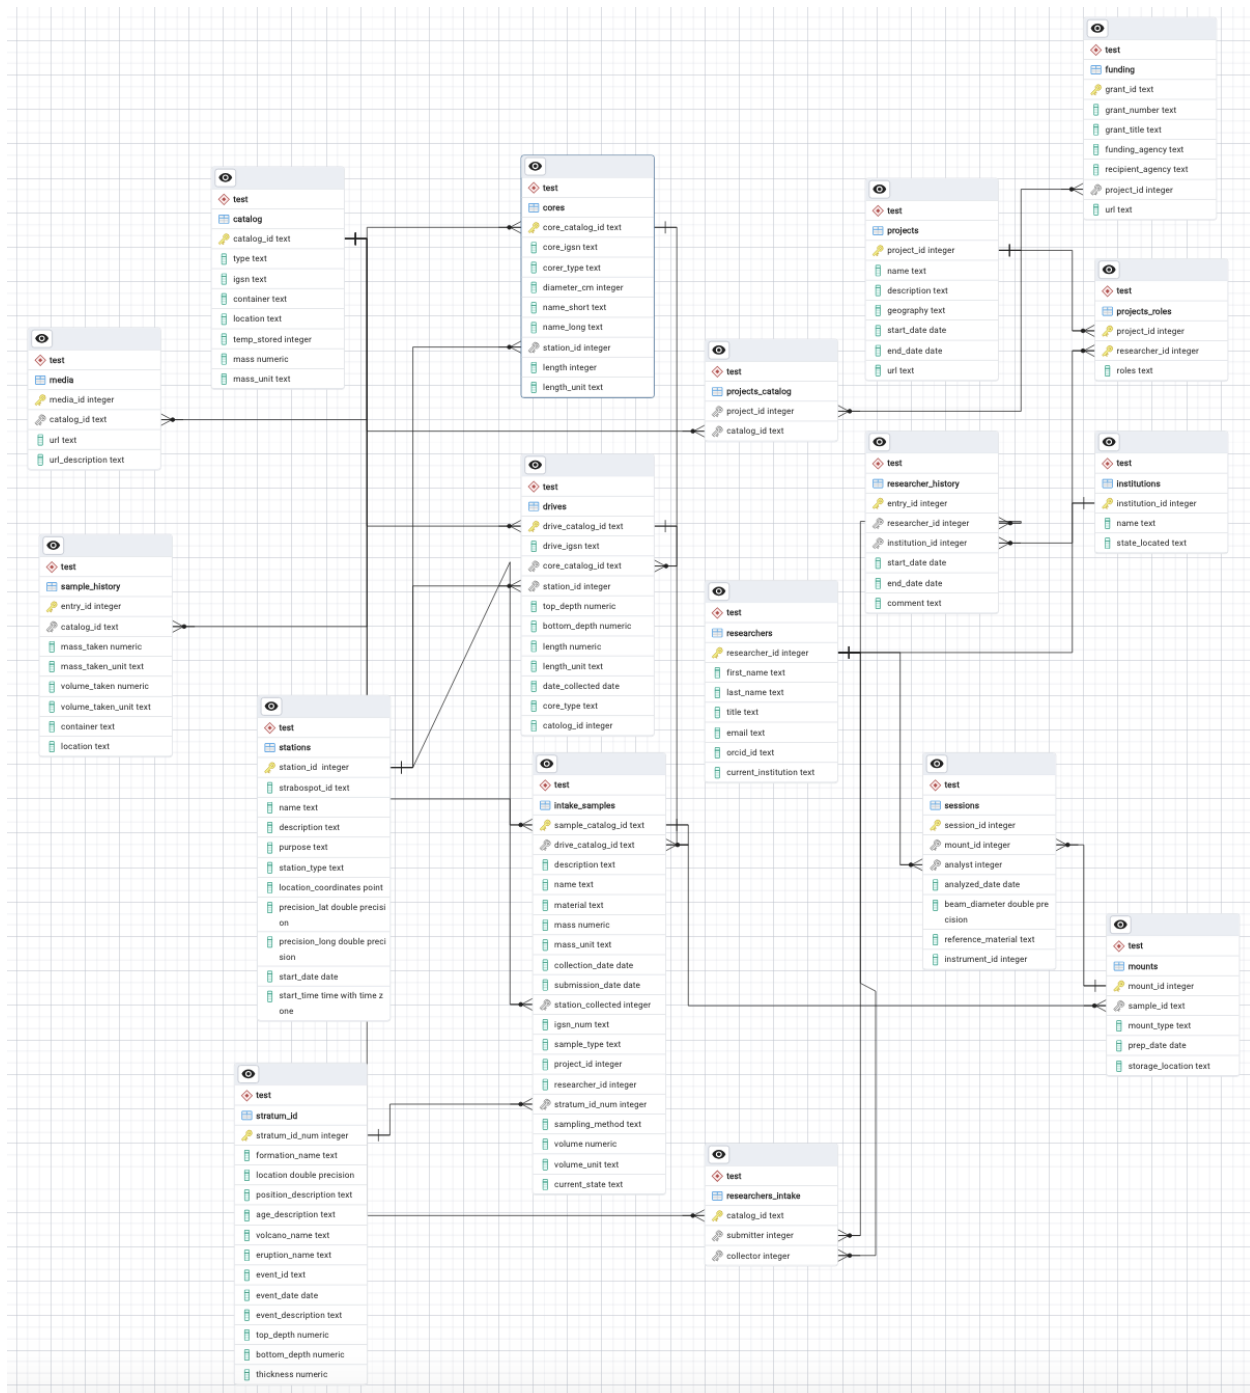 test
funding
grant_id text
grant_number text
grant_title text
funding_agency text
recipient_agency text
project_id integer
url text
test
catalog
catalog_id text
type text
igsn text
container text
location text
temp_stored integer
mass numeric
mass_unit text
test
cores
core_catalog_id text
core_igsn text
corer_type text
diameter_cm integer
name_short text
name_long text
station_id integer
length integer
length_unit text
test
projects
project_id integer
name text
description text
geography text
start_date date
end_date date
url text
test
projects_roles
project_id integer
researcher_id integer
roles text
test
media
media_id integer
catalog_id text
url text
url_description text
test
projects_catalog
project_id integer
catalog_id text
test
drives
drive_catalog_id text
drive_igsn text
core_catalog_id text
station_id integer
top_depth numeric
bottom_depth numeric
length numeric
length_unit text
date_collected date
core_type text
catolog_id integer
test
researcher_history
entry_id integer
researcher_id integer
institution_id integer
start_date date
end_date date
comment text
test
institutions
institution_id integer
name text
state_located text
test
sample_history
entry_id integer
catalog_id text
mass_taken numeric
mass_taken_unit text
volume_taken numeric
volume_taken_unit text
container text
location text
test
researchers
researcher_id integer
first_name text
last_name text
title text
email text
orcid_id text
current_institution text
test
stations
station_id integer
strabospot_id text
name text
description text
purpose text
station_type text
location_coordinates point
precision_lat double precisi
on
precision_long double preci
sion
start_date date
start_time time with time z
one
test
intake_samples
sample_catalog_id text
drive_catalog_id text
description text
name text
material text
mass numeric
mass_unit text
collection_date date
submission_date date
station_collected integer
igsn_num text
sample_type text
project_id integer
researcher_id integer
stratum_id_num integer
sampling_method text
volume numeric
volume_unit text
current_state text
test
sessions
session_id integer
mount_id integer
analyst integer
analyzed_date date
beam_diameter double pre
cision
reference_material text
instrument_id integer
test
mounts
mount_id integer
sample_id text
mount_type text
prep_date date
storage_location text
test
stratum_id
stratum_id_num integer
formation_name text
location double precision
position_description text
age_description text
volcano_name text
eruption_name text
event_id text
event_date date
event_description text
top_depth numeric
bottom_depth numeric
thickness numeric
test
researchers_intake
catalog_id text
submitter integer
collector integer